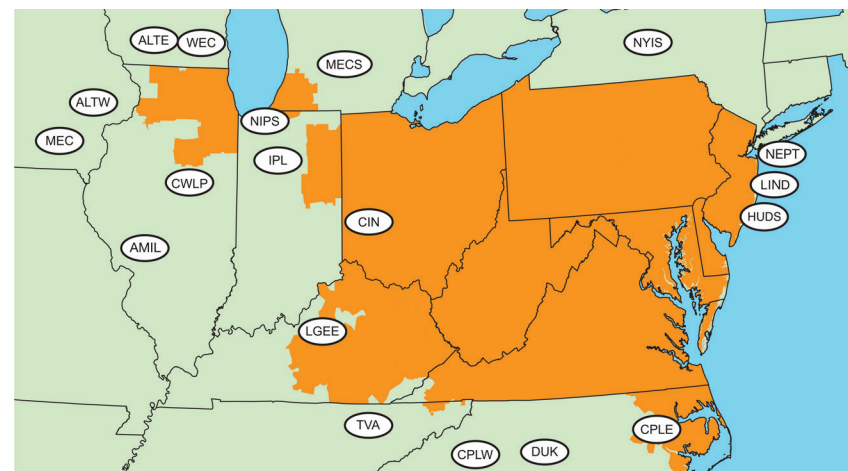 ALTE
WEC
NYIS
MECS
ALTW
NIPS
MEC
NEPT
IPL
CWLP
LIND
CIN
HUDS
AMIL
LGEE
TVA
CPLE
CPLW
DUK